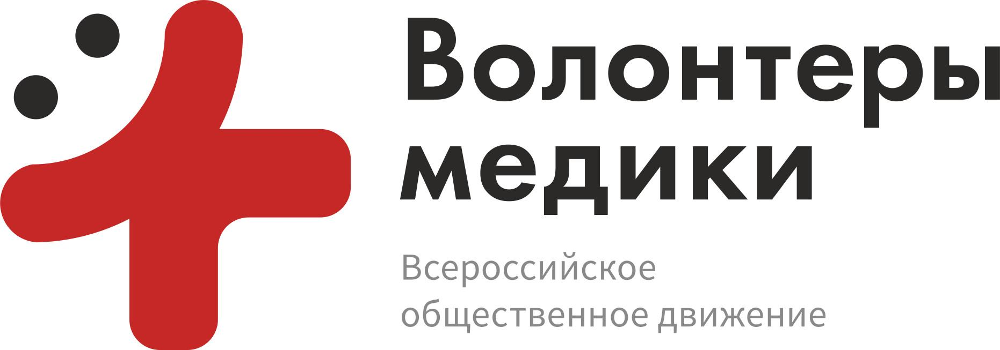 Волонтеры
медики
Всероссийское
общественное движение